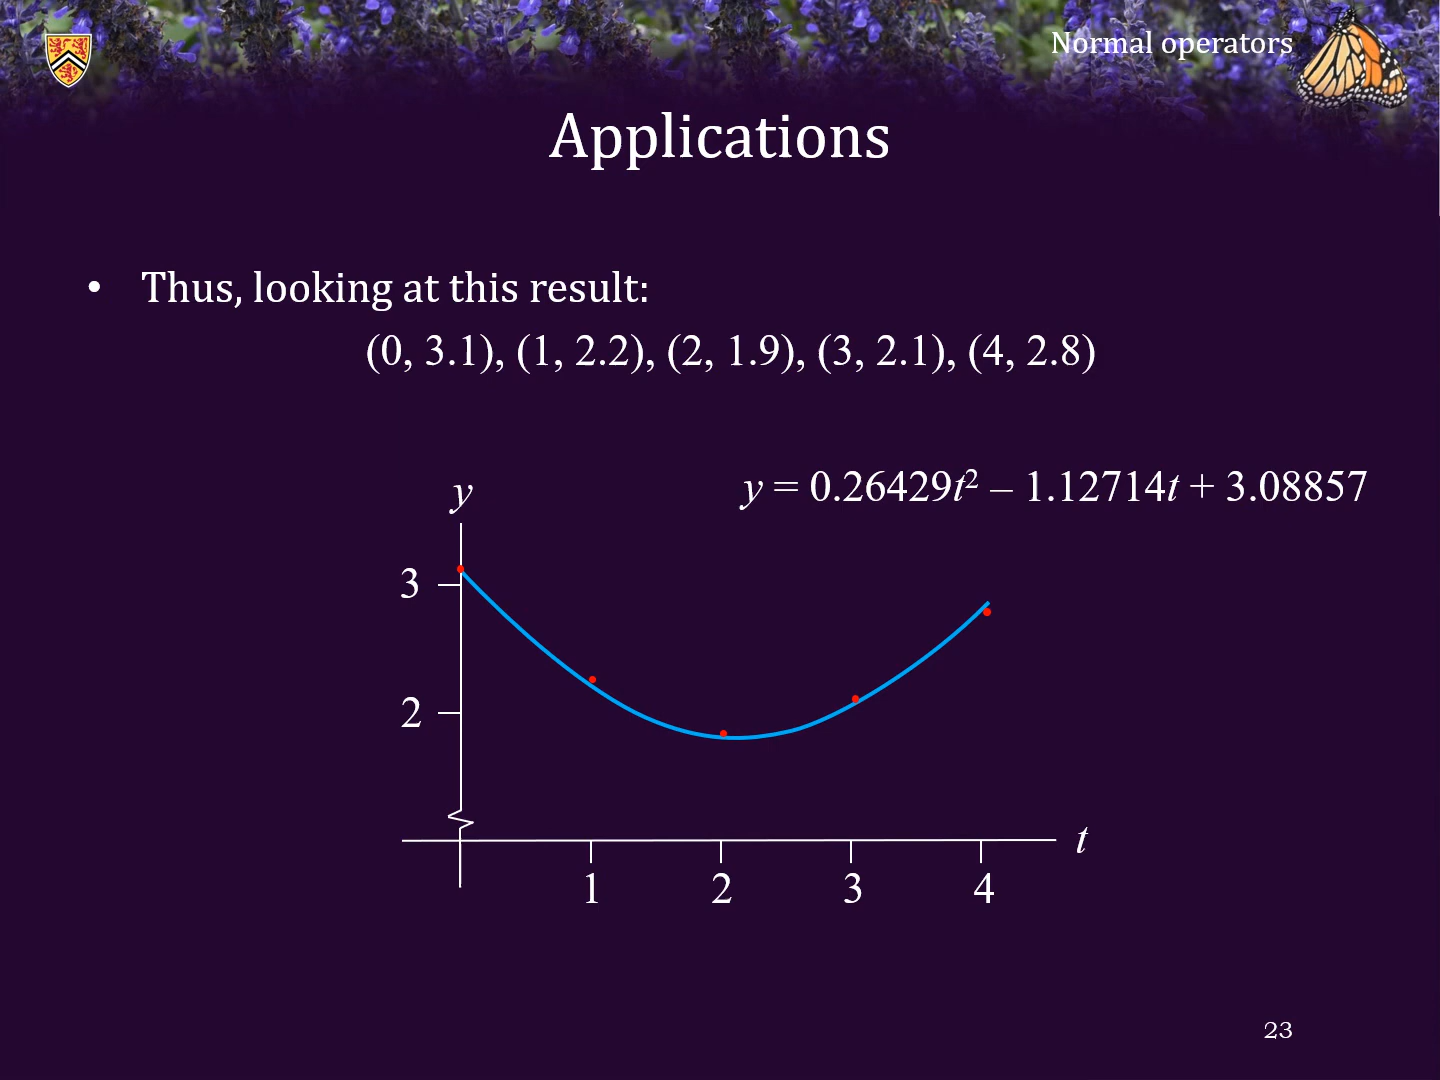 Normal operators
Applications
• Thus, looking at this result:
(0, 3.1), (1, 2.2), (2, 1.9), (3, 2.1), (4, 2.8)
y = 0.26429t² – 1.12714t + 3.08857
y
3
2
t
1 2 3 4
23